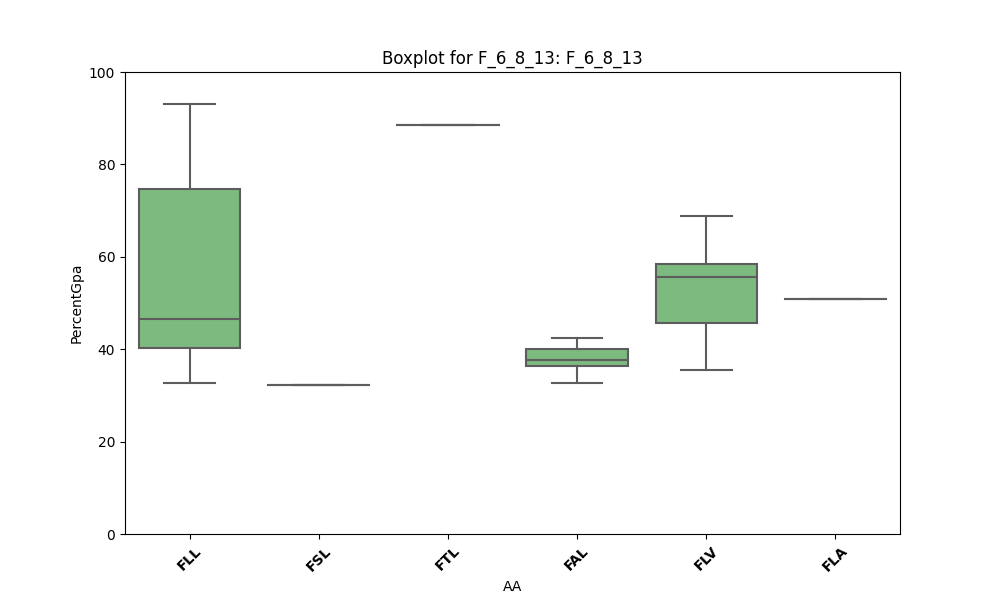 Boxplot for F_6_8_13: F_6_8_13
100
80
60
40
20
0
PercentGpa
FLL
FSL
FTL
FAL
FLV
FLA
AA